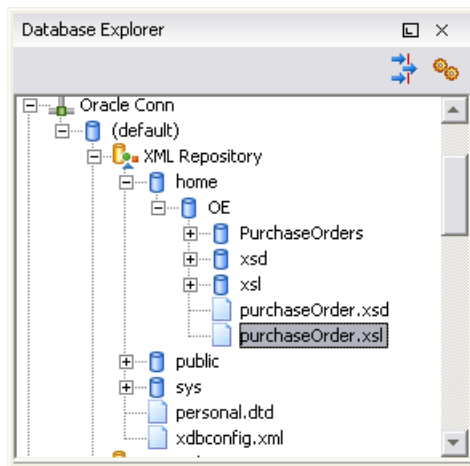 Database Explorer
Oracle Conn
(default)
XML Repository
home
OE
PurchaseOrders
xsd
xsl
purchaseOrder.xsd
purchaseOrder.xsl
public
sys
personal.dtd
xdbconfig.xml